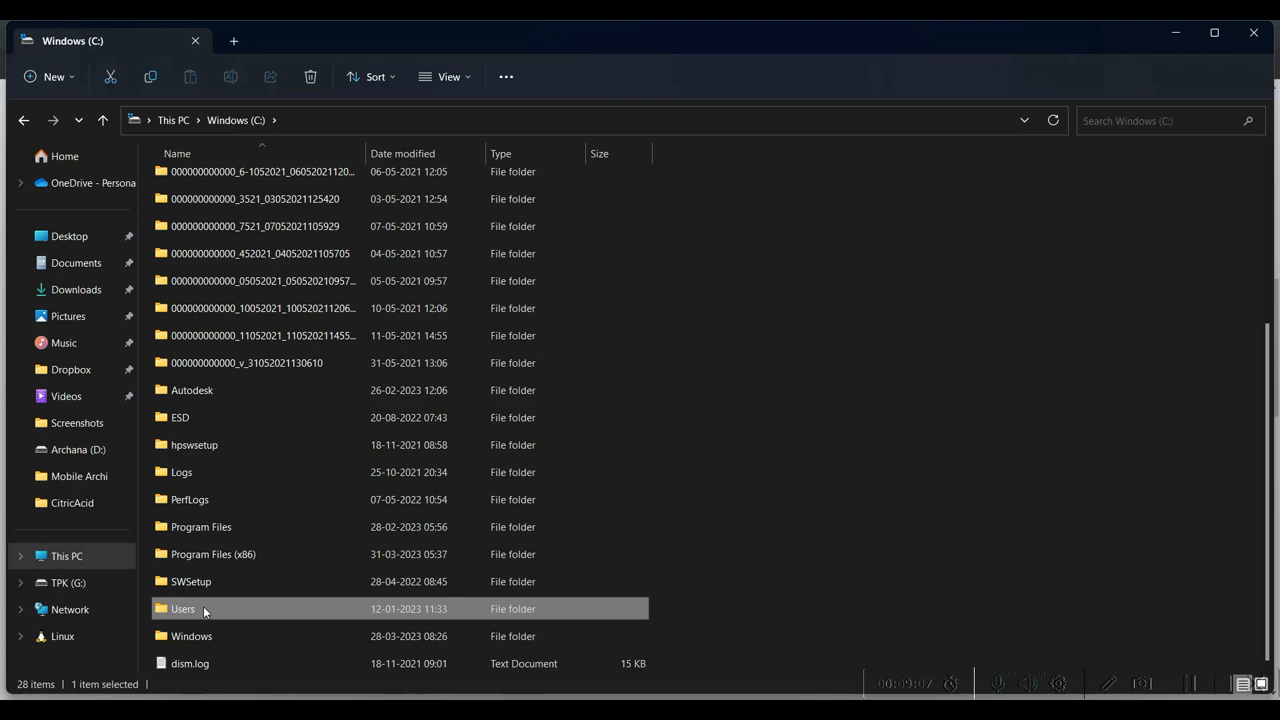 Windows (C:)
New Sort View
This PC Windows (C:) Search Windows (C:)
Name Date modified Type Size
Home
OneDrive - Persona
Desktop
Documents
Downloads
Pictures
Music
Dropbox
Videos
Screenshots
Archana (D:)
Mobile Archi
CitricAcid
This PC
TPK (G:)
Network
Linux
000000000000_6-1052021_06052021120... 06-05-2021 12:05 File folder
000000000000_3521_03052021125420 03-05-2021 12:54 File folder
000000000000_7521_07052021105929 07-05-2021 10:59 File folder
000000000000_452021_04052021105705 04-05-2021 10:57 File folder
000000000000_05052021_050520210957... 05-05-2021 09:57 File folder
000000000000_10052021_100520211206... 10-05-2021 12:06 File folder
000000000000_11052021_110520211455... 11-05-2021 14:55 File folder
000000000000_v_31052021130610 31-05-2021 13:06 File folder
Autodesk 26-02-2023 12:06 File folder
ESD 20-08-2022 07:43 File folder
hpswsetup 18-11-2021 08:58 File folder
Logs 25-10-2021 20:34 File folder
PerfLogs 07-05-2022 10:54 File folder
Program Files 28-02-2023 05:56 File folder
Program Files (x86) 31-03-2023 05:37 File folder
SWSetup 28-04-2022 08:45 File folder
Users 12-01-2023 11:33 File folder
Windows 28-03-2023 08:26 File folder
dism.log 18-11-2021 09:01 Text Document 15 KB
28 items 1 item selected 00:09:07